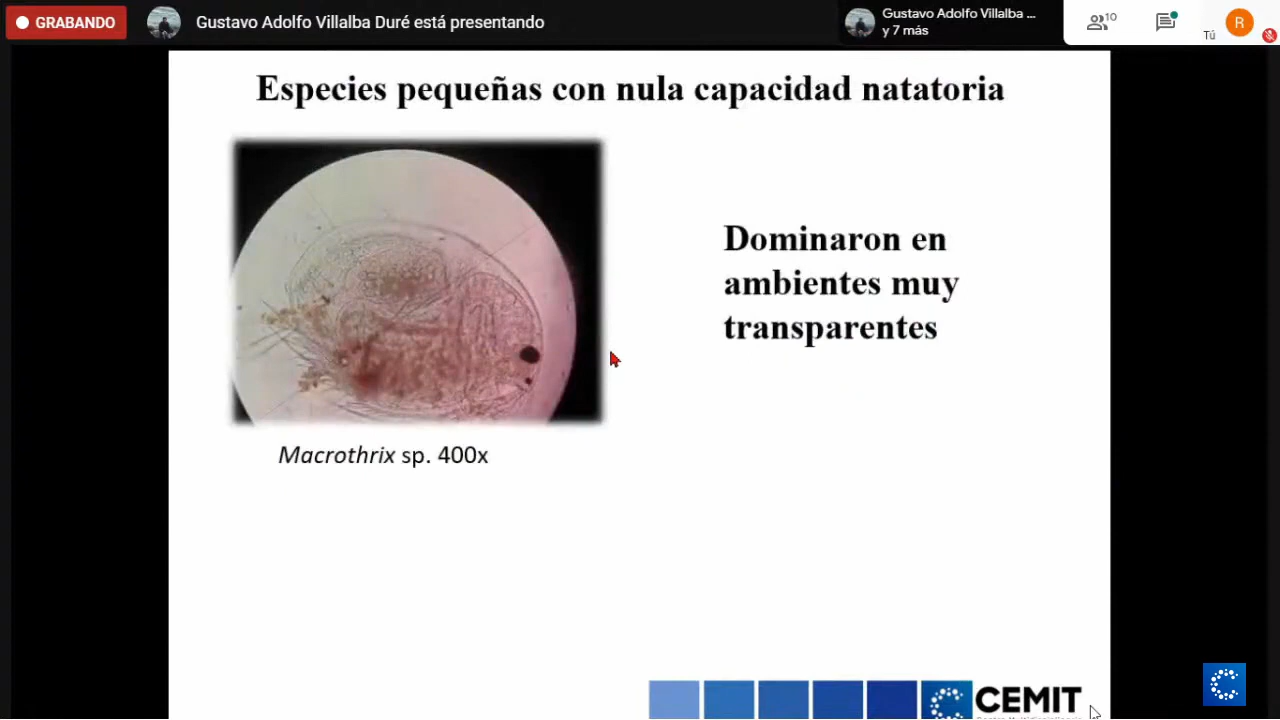 GRABANDO
Gustavo Adolfo Villalba Duré está presentando
Gustavo Adolfo Villalba ...
y 7 más
10
Tú
R
Especies pequeñas con nula capacidad natatoria
Dominaron en
ambientes muy
transparentes
Macrothrix sp. 400x
CEMIT